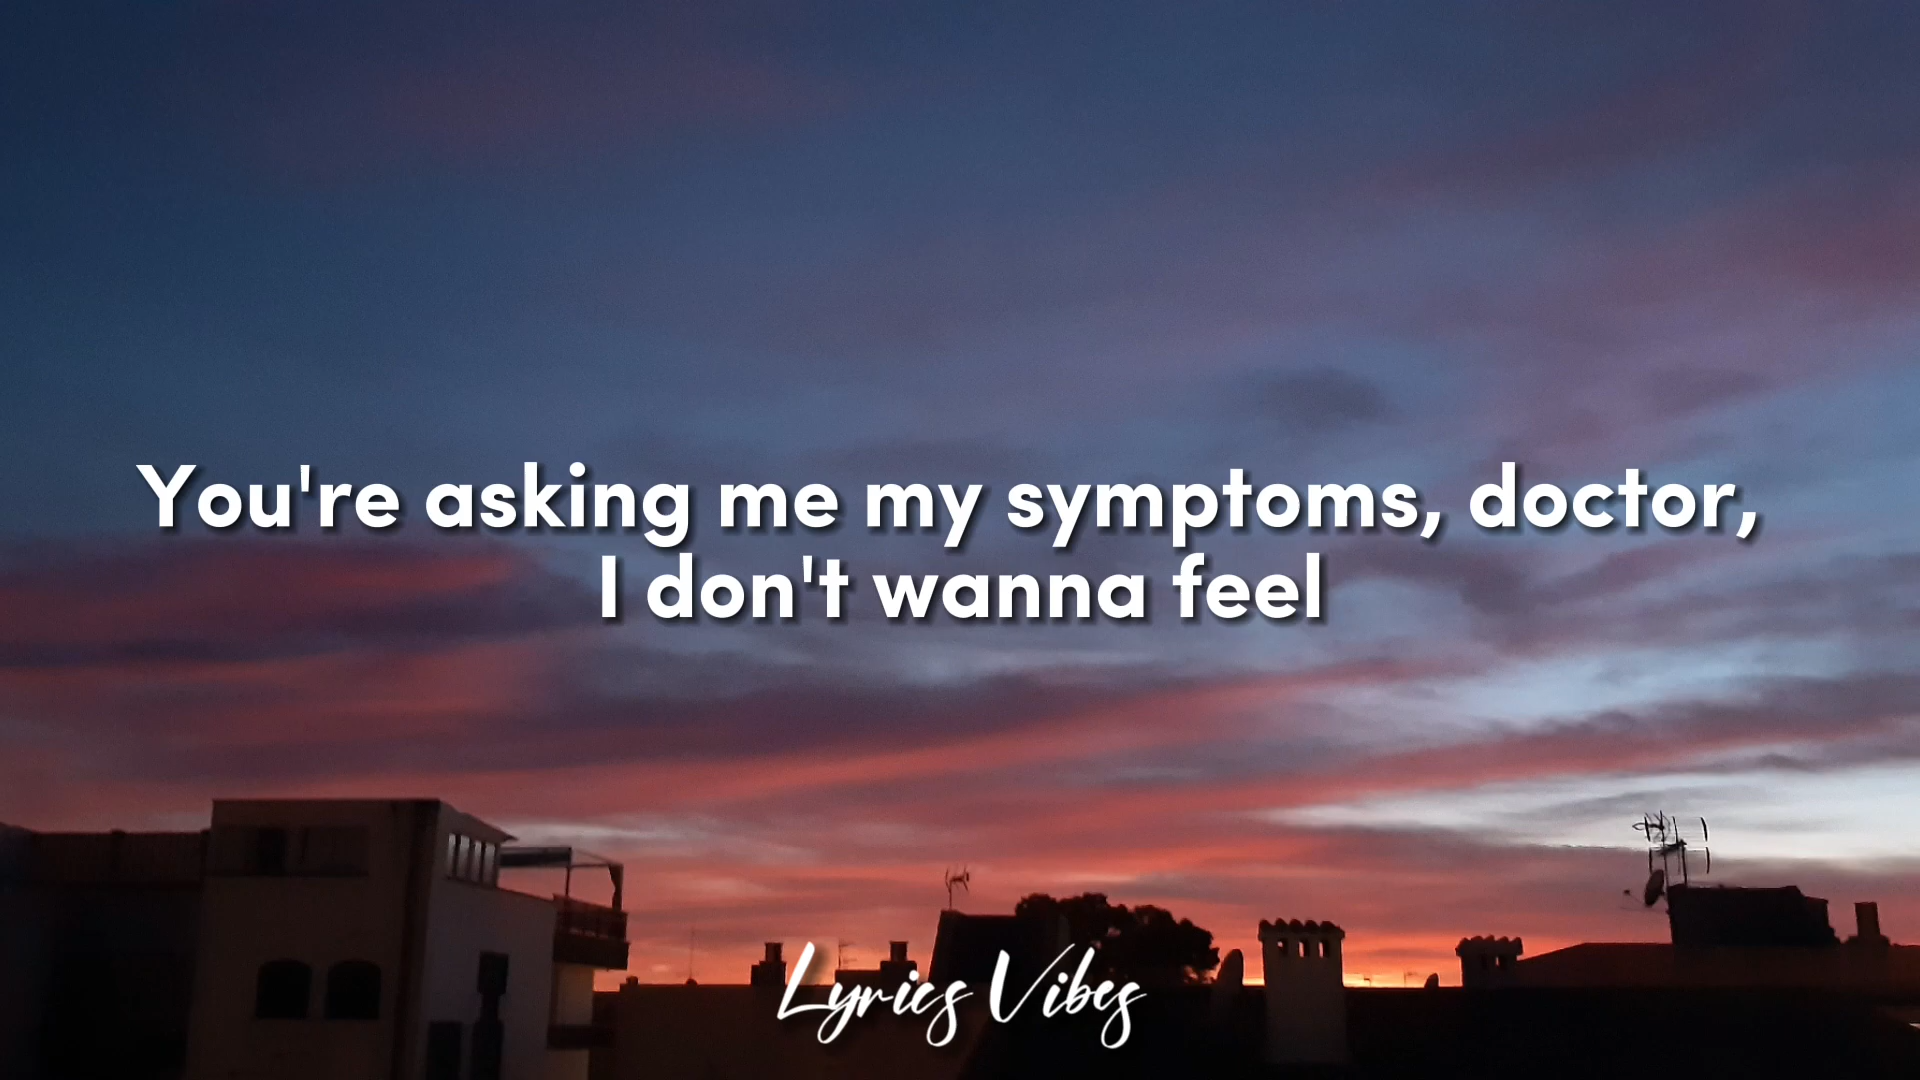 You're asking me my symptoms, doctor,
I don't wanna feel
Lyrics Vibes